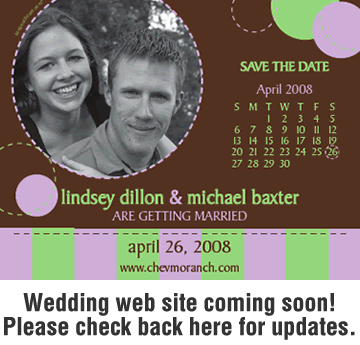 SAVE THE DATE
April 2008
S M T W T F S
1 2 3 4 5
6 7 8 9 10 11 12
13 14 15 16 17 18 19
20 21 22 23 24 25 26
27 28 29 30
lindsey dillon & michael baxter
ARE GETTING MARRIED
april 26, 2008
www.chevmoranch.com
Wedding web site coming soon!
Please check back here for updates.